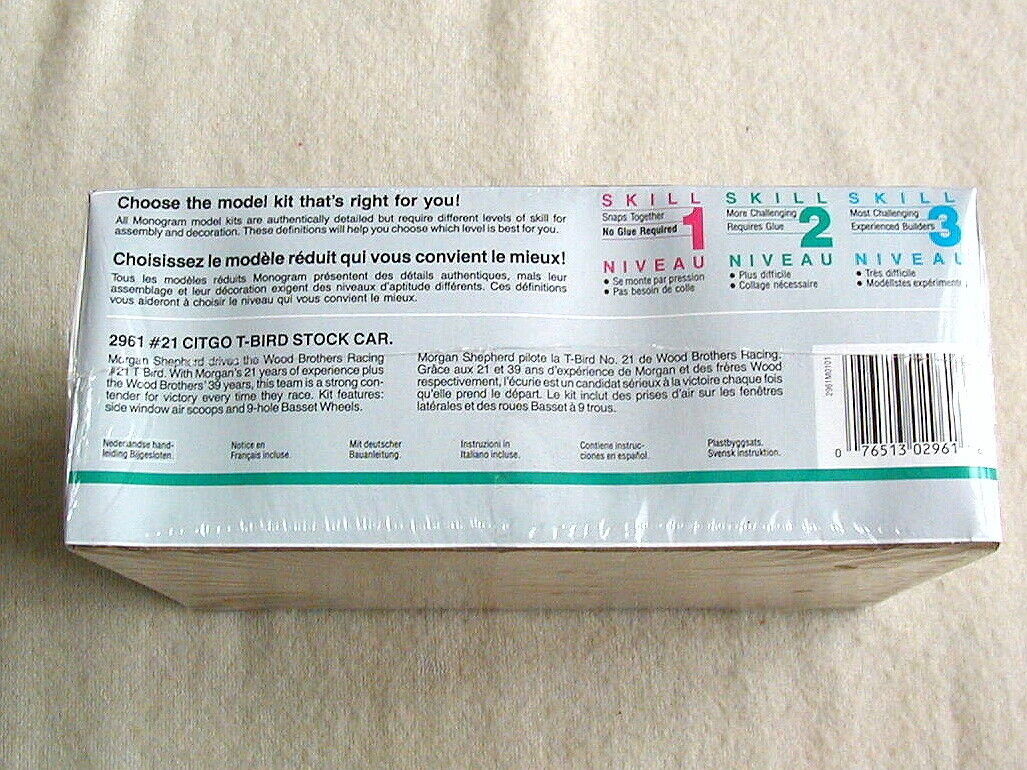 Choose the model kit that's right for you!
All Monogram model kits are authentically detailed but require different levels of skill for
assembly and decoration. These definitions will help you choose which level is best for you.
Choisissez le modèle réduit qui vous convient le mieux!
Tous les modèles réduits Monogram présentent des détails authentiques, mais leur
assemblage et leur décoration exigent des niveaux d'aptitude différents. Ces définitions
vous aideront à choisir le niveau qui vous convient le mieux.
SKILL
Snaps Together
No Glue Required
1
NIVEAU
• Se monte par pression
• Pas besoin de colle
SKILL
More Challenging
Requires Glue
2
NIVEAU
• Plus difficile
• Collage nécessaire
SKILL
Most Challenging
Experienced Builders
3
NIVEAU
• Très difficile
• Modélistes expérimenté
2961 #21 CITGO T-BIRD STOCK CAR.
Morgan Shepherd drives the Wood Brothers Racing
#21 T Bird. With Morgan's 21 years of experience plus
the Wood Brothers' 39 years, this team is a strong con-
tender for victory every time they race. Kit features:
side window air scoops and 9-hole Basset Wheels.
Morgan Shepherd pilote la T-Bird No. 21 de Wood Brothers Racing.
Grâce aux 21 et 39 ans d'expérience de Morgan et des frères Wood
respectivement, l'écurie est un candidat sérieux à la victoire chaque fois
qu'elle prend le départ. Le kit inclut des prises d'air sur les fenêtres
latérales et des roues Basset à 9 trous.
2961M0101
0 76513 02961
Nederlandse hand-
leiding Bijgesloten.
Notice en
Français incluse.
Mit deutscher
Bauanleitung.
Instruzioni in
Italiano incluse.
Contiene instruc-
ciones en español.
Plastbyggsats.
Svensk instruktion.